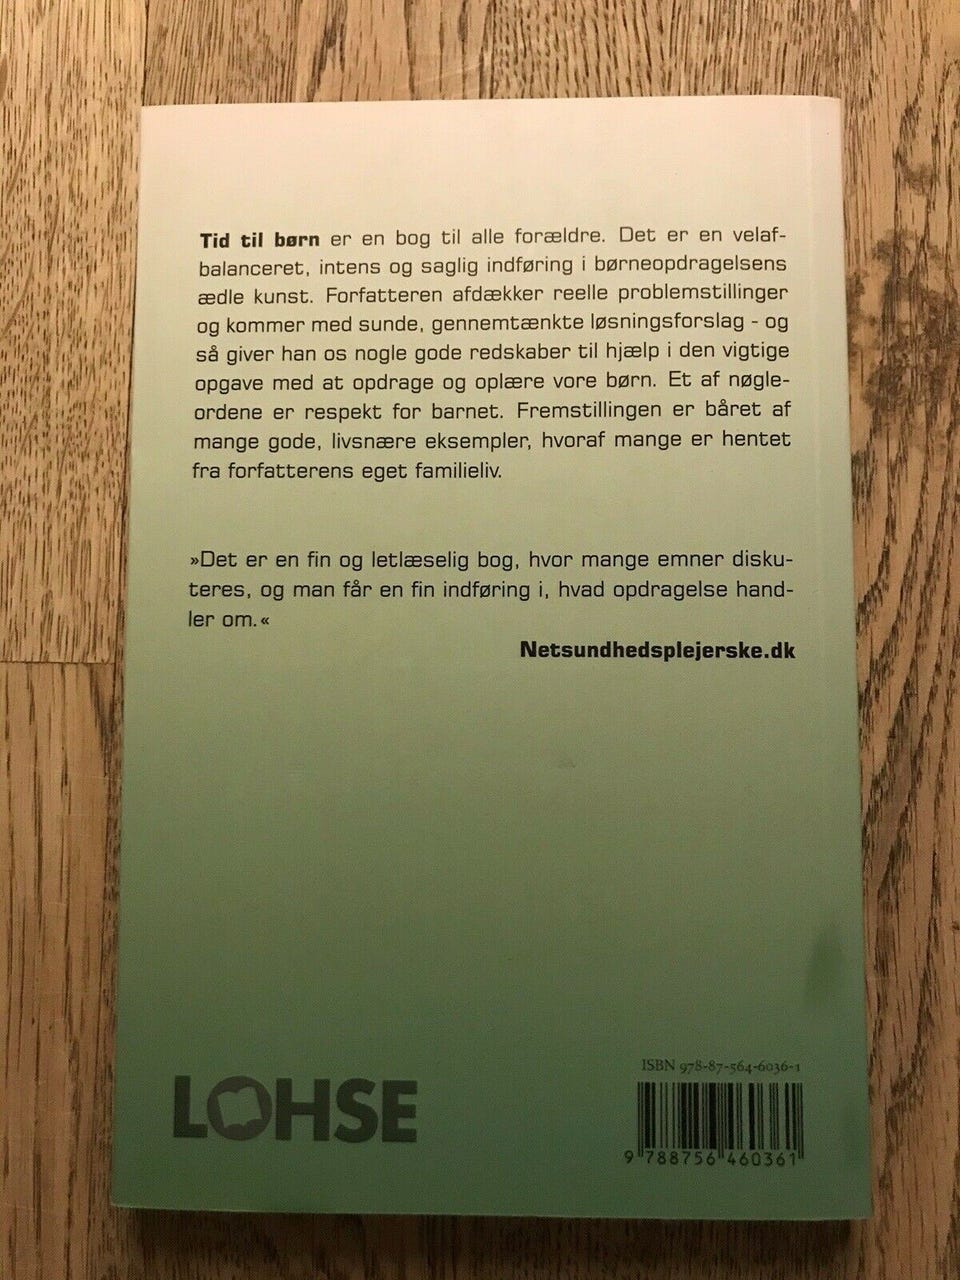 Tid til børn er en bog til alle forældre. Det er en velaf-
balanceret, intens og saglig indføring i børneopdragelsens
ædle kunst. Forfatteren afdækker reelle problemstillinger
og kommer med sunde, gennemtænkte løsningsforslag - og
så giver han os nogle gode redskaber til hjælp i den vigtige
opgave med at opdrage og oplære vore børn. Et af nøgle-
ordene er respekt for barnet. Fremstillingen er båret af
mange gode, livsnære eksempler, hvoraf mange er hentet
fra forfatterens eget familieliv.
»Det er en fin og letlæselig bog, hvor mange emner disku-
teres, og man får en fin indføring i, hvad opdragelse hand-
ler om.«
Netsundhedsplejerske.dk
LOHSE
ISBN 978-87-564-6036-1
9 788756 460361